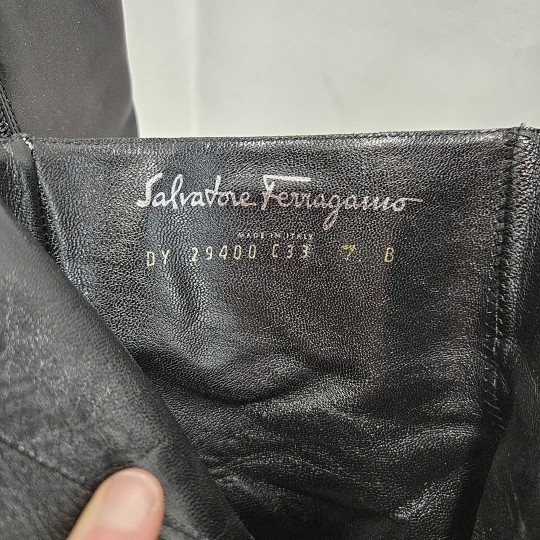 Salvatore Ferragamo
MADE IN ITALY
DY 29400 C33 7 B